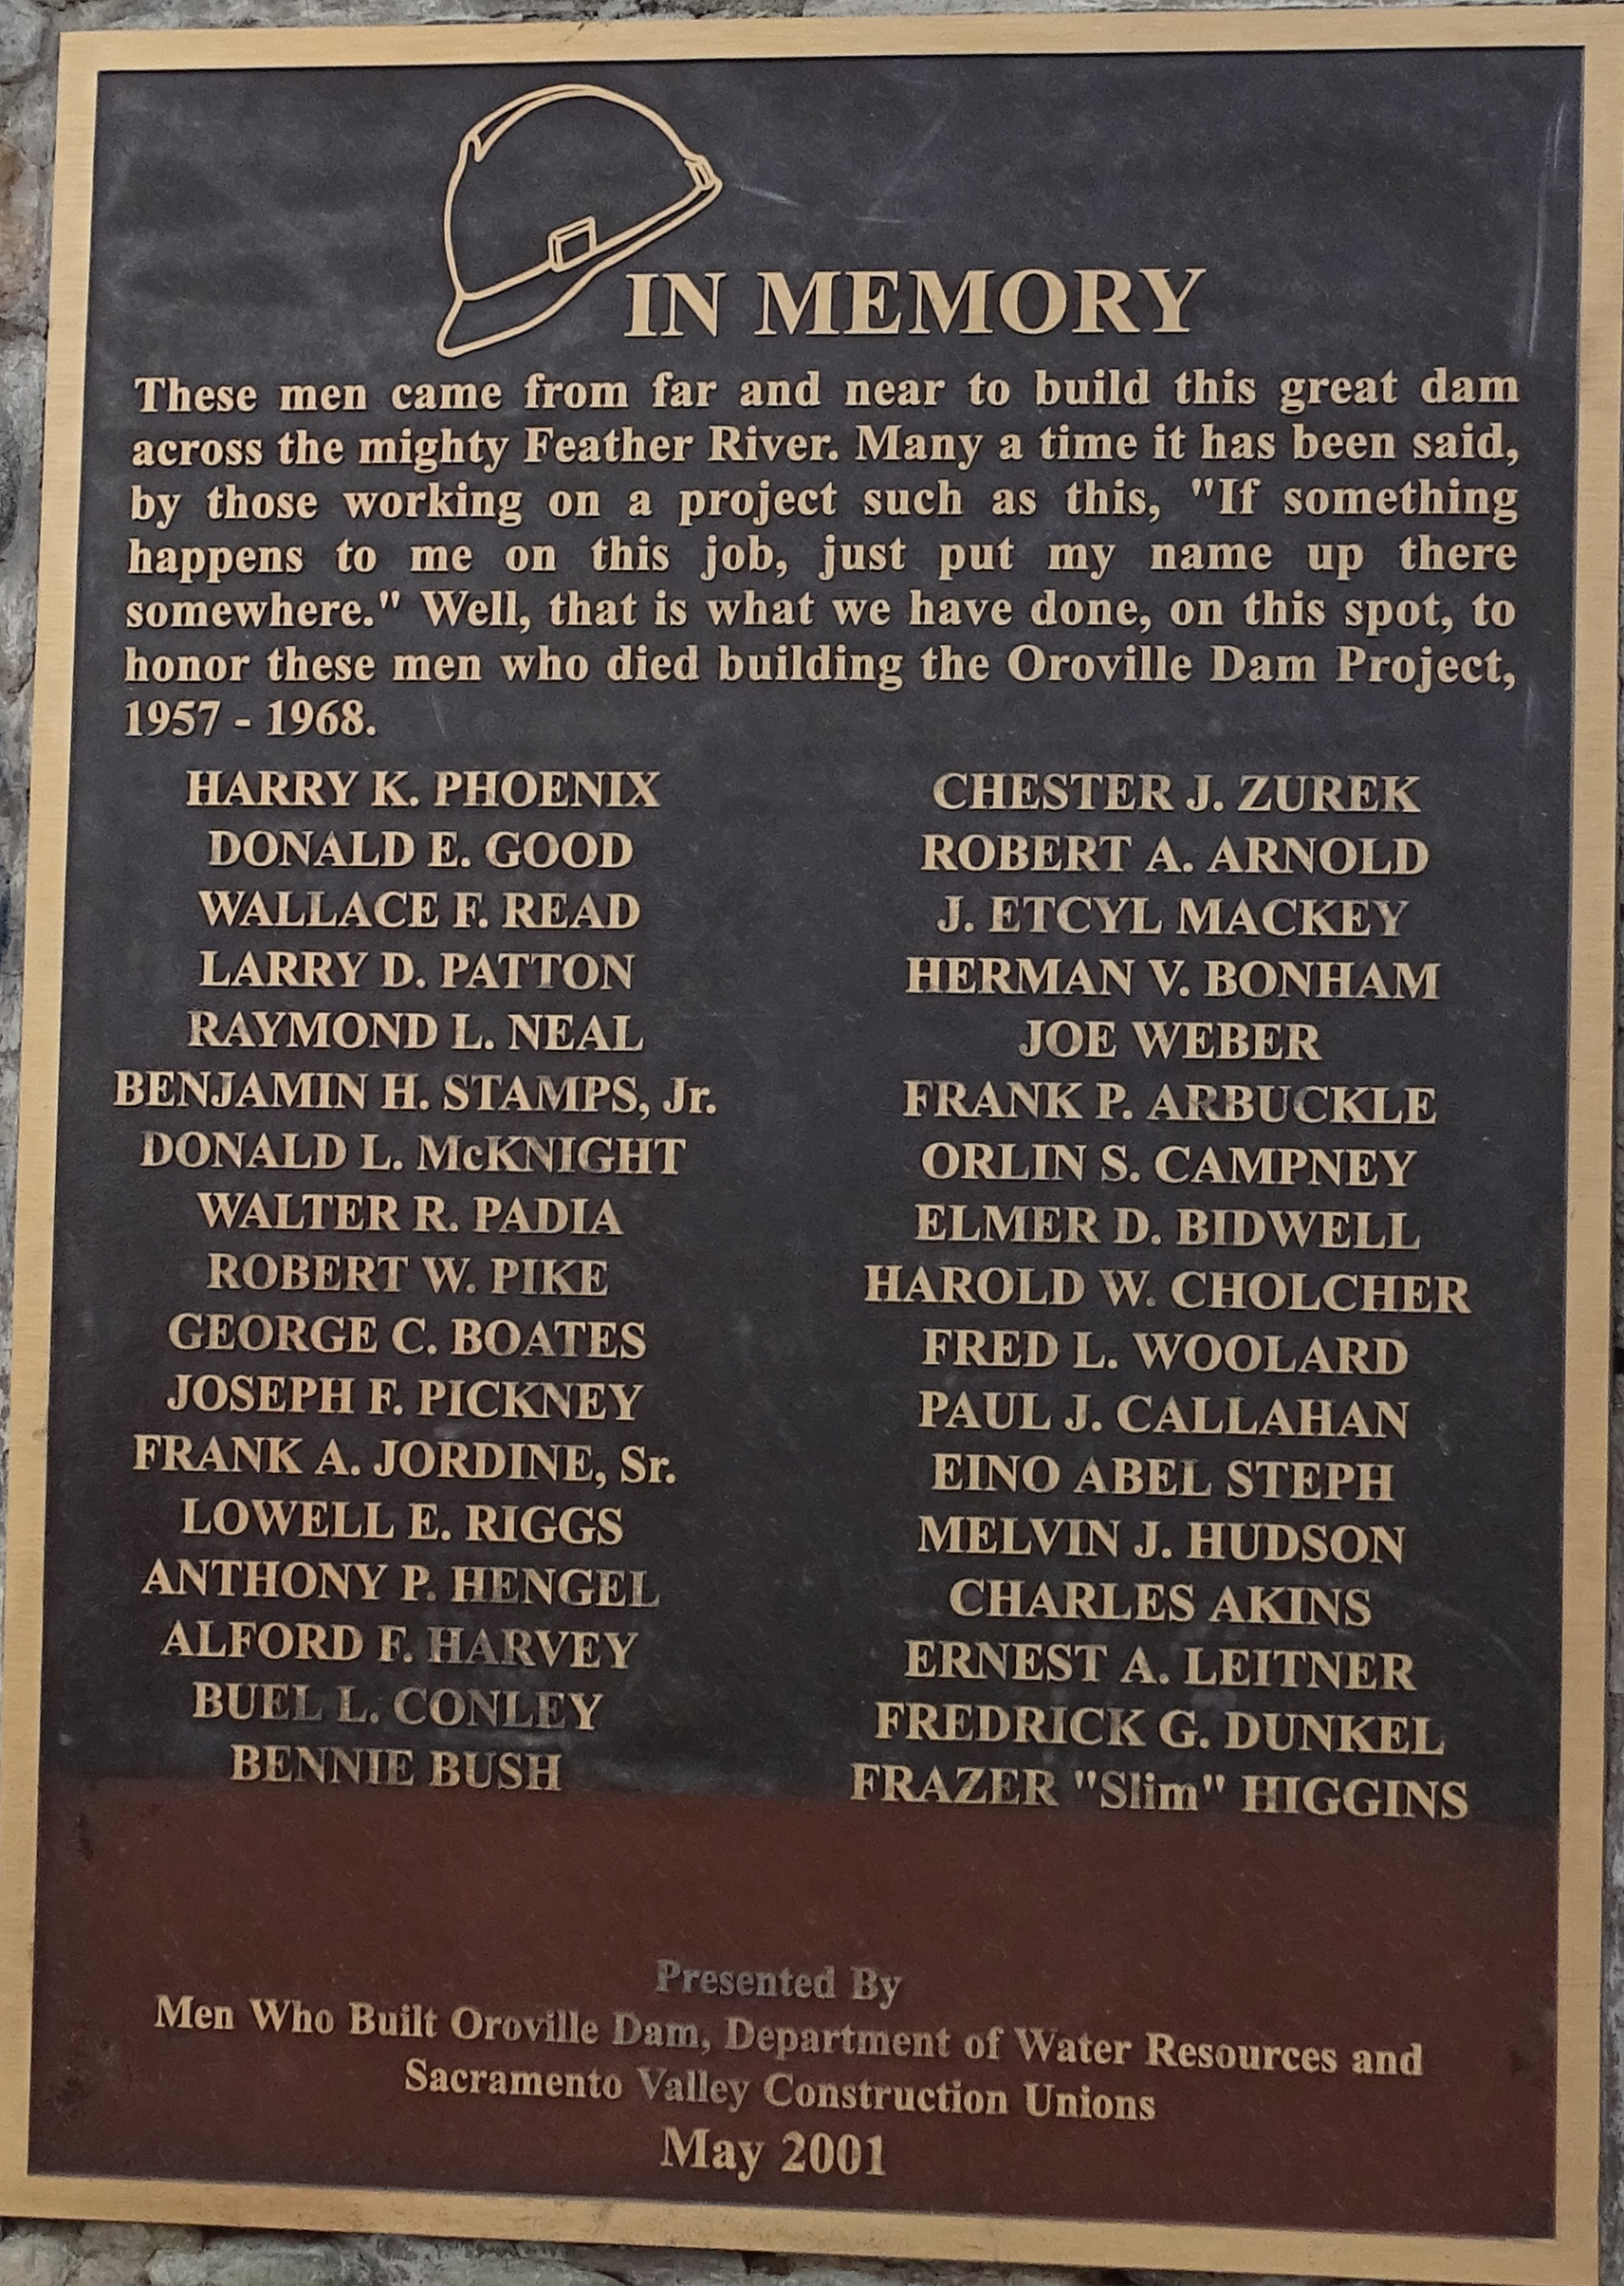 IN MEMORY
These men came from far and near to build this great dam
across the mighty Feather River. Many a time it has been said,
by those working on a project such as this, "If something
happens to me on this job, just put my name up there
somewhere." Well, that is what we have done, on this spot, to
honor these men who died building the Oroville Dam Project,
1957 - 1968.
HARRY K. PHOENIX
DONALD E. GOOD
WALLACE F. READ
LARRY D. PATTON
RAYMOND L. NEAL
BENJAMIN H. STAMPS, Jr.
DONALD L. McKNIGHT
WALTER R. PADIA
ROBERT W. PIKE
GEORGE C. BOATES
JOSEPH F. PICKNEY
FRANK A. JORDINE, Sr.
LOWELL E. RIGGS
ANTHONY P. HENGEL
ALFORD F. HARVEY
BUEL L. CONLEY
BENNIE BUSH
CHESTER J. ZUREK
ROBERT A. ARNOLD
J. ETCYL MACKEY
HERMAN V. BONHAM
JOE WEBER
FRANK P. ARBUCKLE
ORLIN S. CAMPNEY
ELMER D. BIDWELL
HAROLD W. CHOLCHER
FRED L. WOOLARD
PAUL J. CALLAHAN
EINO ABEL STEPH
MELVIN J. HUDSON
CHARLES AKINS
ERNEST A. LEITNER
FREDRICK G. DUNKEL
FRAZER "Slim" HIGGINS
Presented By
Men Who Built Oroville Dam, Department of Water Resources and
Sacramento Valley Construction Unions
May 2001